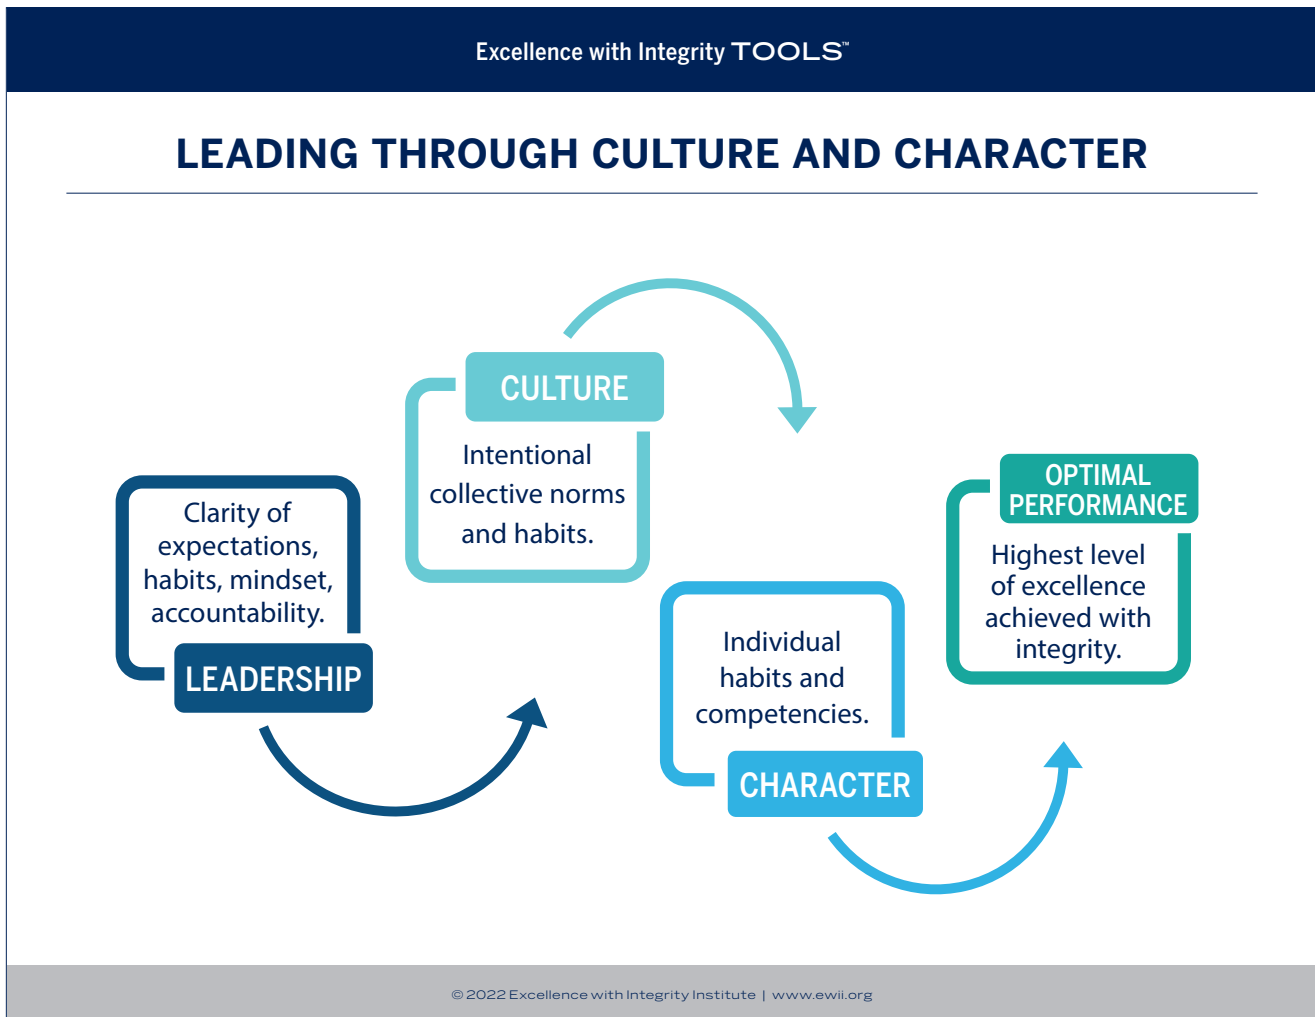 Excellence with Integrity TOOLS™
LEADING THROUGH CULTURE AND CHARACTER
Clarity of
expectations,
habits, mindset,
accountability.
LEADERSHIP
CULTURE
Intentional
collective norms
and habits.
Individual
habits and
competencies.
CHARACTER
OPTIMAL
PERFORMANCE
Highest level
of excellence
achieved with
integrity.
© 2022 Excellence with Integrity Institute | www.ewii.org